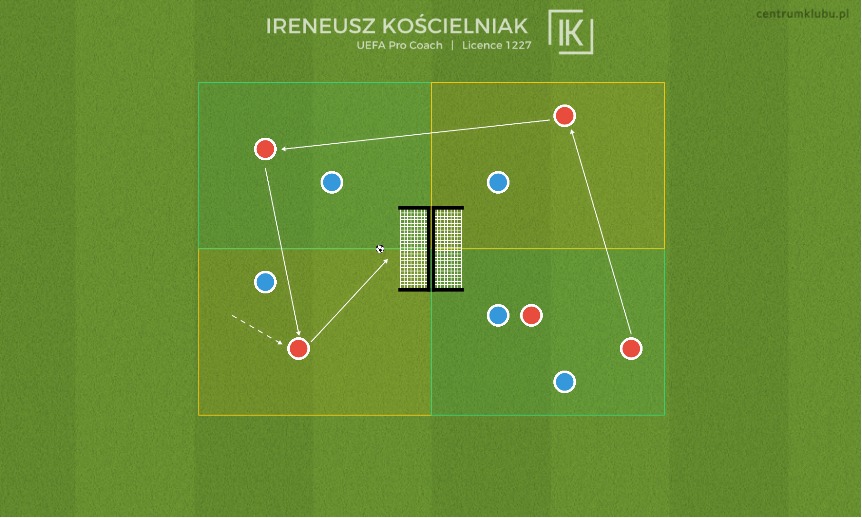 centrumklubu.pl
IRENEUSZ KOŚCIELNIAK
IK
UEFA Pro Coach | Licence 1227